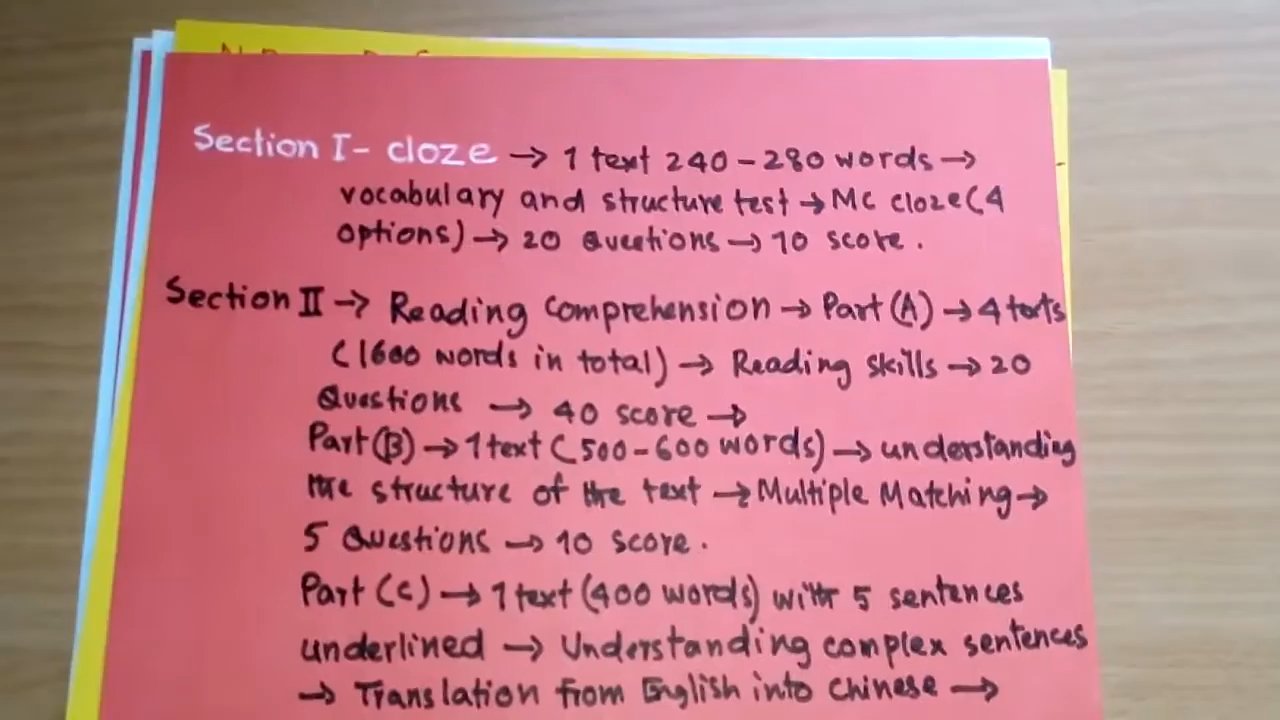 Section I - cloze → 1 text 240-280 words →
vocabulary and structure test → MC cloze (4
options) → 20 Questions → 10 score.
Section II → Reading comprehension → Part (A) → 4 texts
(1600 words in total) → Reading skills → 20
Questions → 40 score →
Part (B) → 1 text (500-600 words) → understanding
the structure of the text → Multiple Matching →
5 Questions → 10 score.
Part (C) → 1 text (400 words) with 5 sentences
underlined → Understanding complex sentences
→ Translation from English into Chinese →